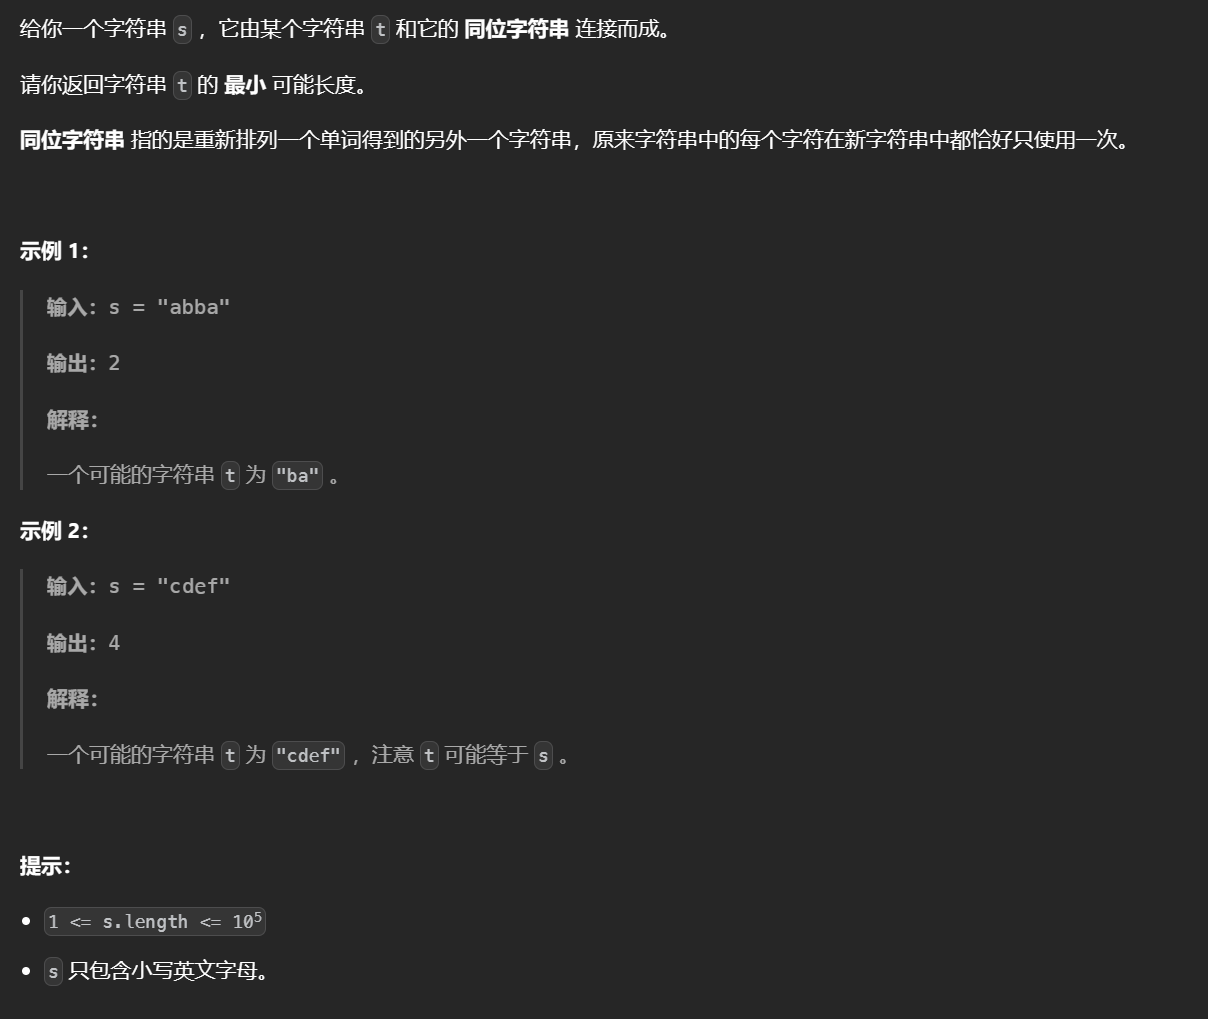 给你一个字符串 s ，它由某个字符串 t 和它的 同位字符串 连接而成。
请你返回字符串 t 的 最小 可能长度。
同位字符串 指的是重新排列一个单词得到的另外一个字符串，原来字符串中的每个字符在新字符串中都恰好只使用一次。
示例 1：
输入：s = "abba"
输出：2
解释：
一个可能的字符串 t 为 "ba" 。
示例 2：
输入：s = "cdef"
输出：4
解释：
一个可能的字符串 t 为 "cdef" ，注意 t 可能等于 s 。
提示：
• 1 <= s.length <= 10⁵
• s 只包含小写英文字母。